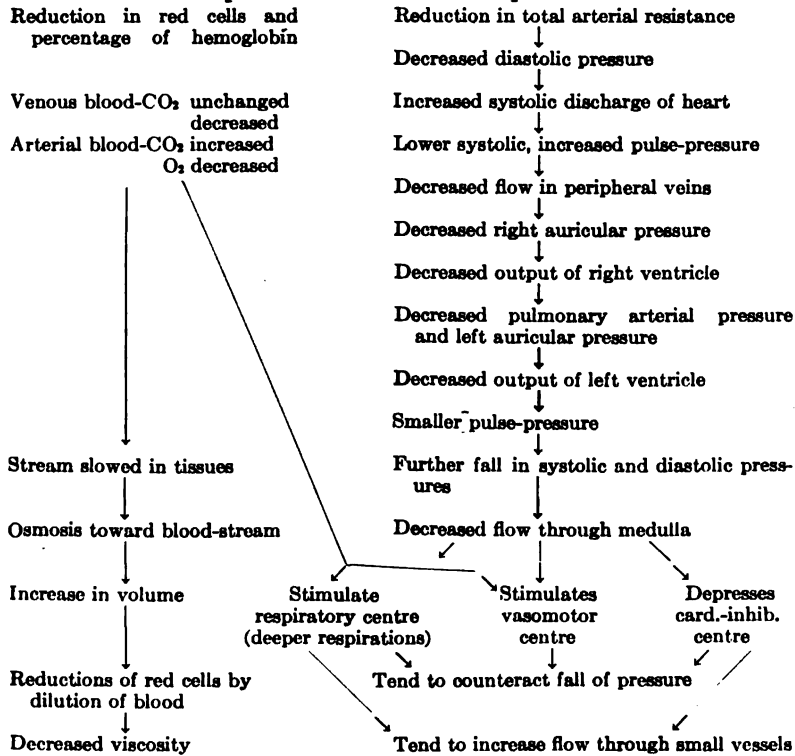 Reduction in red cells and
percentage of hemoglobin
Venous blood-CO₂ unchanged
decreased
Arterial blood-CO₂ increased
O₂ decreased
Stream slowed in tissues
Osmosis toward blood-stream
Increase in volume
Reductions of red cells by
dilution of blood
Decreased viscosity
Reduction in total arterial resistance
Decreased diastolic pressure
Increased systolic discharge of heart
Lower systolic, increased pulse-pressure
Decreased flow in peripheral veins
Decreased right auricular pressure
Decreased output of right ventricle
Decreased pulmonary arterial pressure
and left auricular pressure
Decreased output of left ventricle
Smaller pulse-pressure
Further fall in systolic and diastolic press-
ures
Decreased flow through medulla
Stimulate
respiratory centre
(deeper respirations)
Stimulates
vasomotor
centre
Depresses
card.-inhib.
centre
Tend to counteract fall of pressure
Tend to increase flow through small vessels